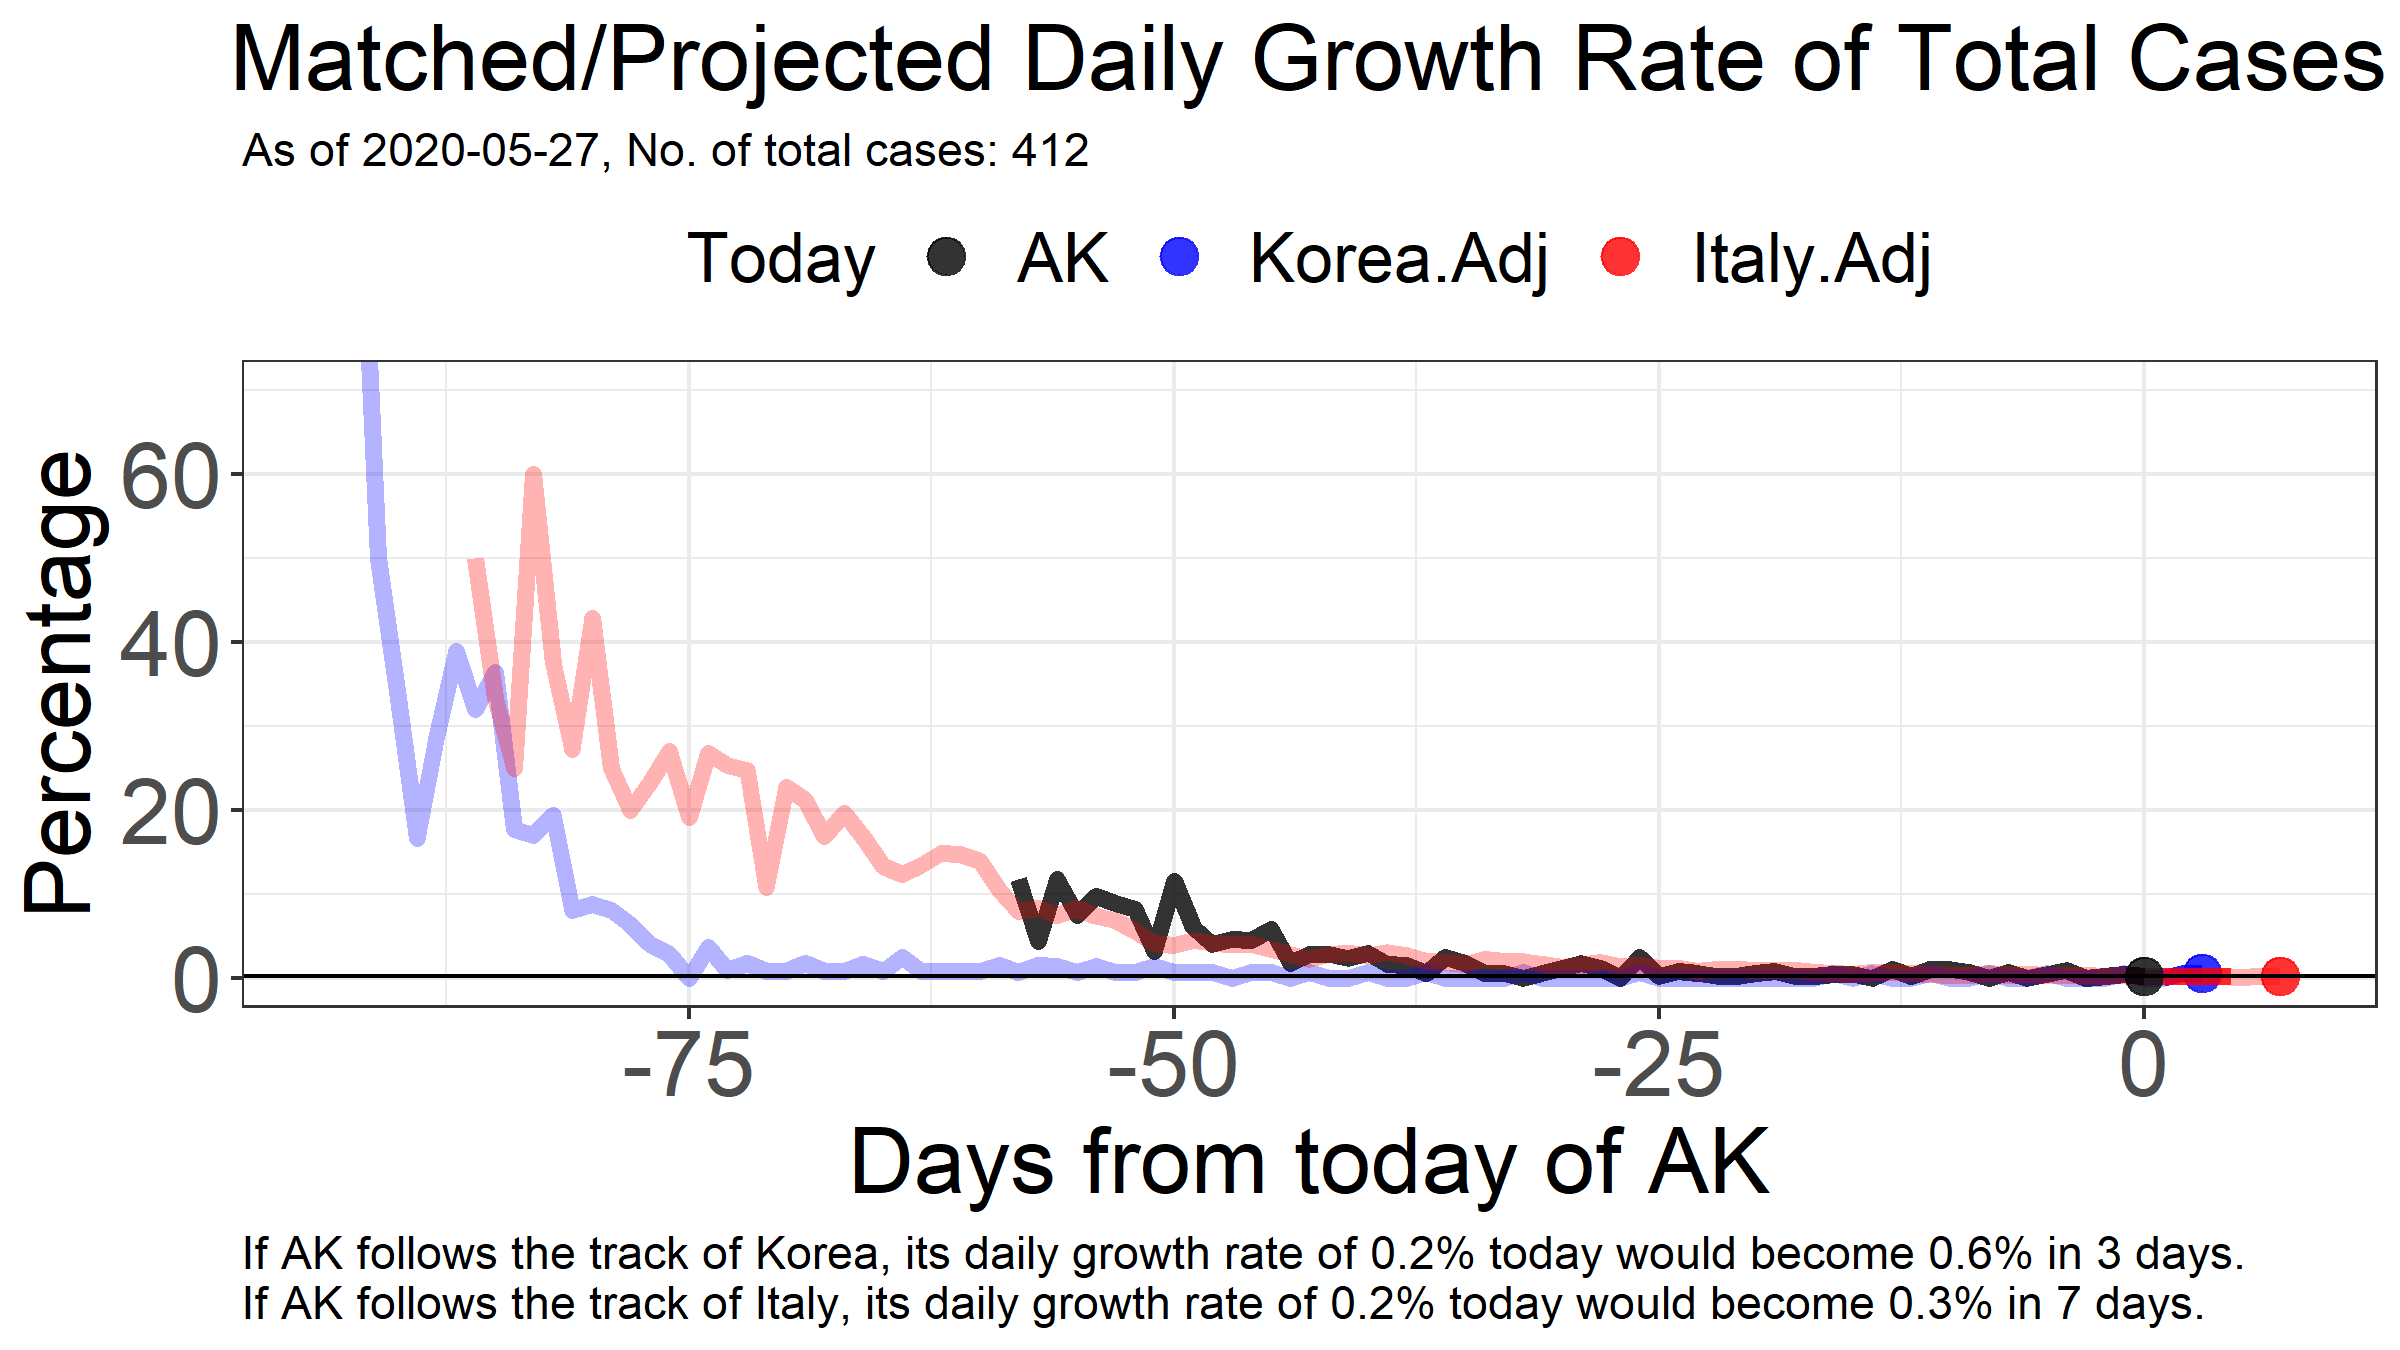 Matched/Projected Daily Growth Rate of Total Cases
As of 2020-05-27, No. of total cases: 412
Today AK Korea.Adj Italy.Adj
Percentage
60
40
20
0
-75 -50 -25 0
Days from today of AK
If AK follows the track of Korea, its daily growth rate of 0.2% today would become 0.6% in 3 days.
If AK follows the track of Italy, its daily growth rate of 0.2% today would become 0.3% in 7 days.